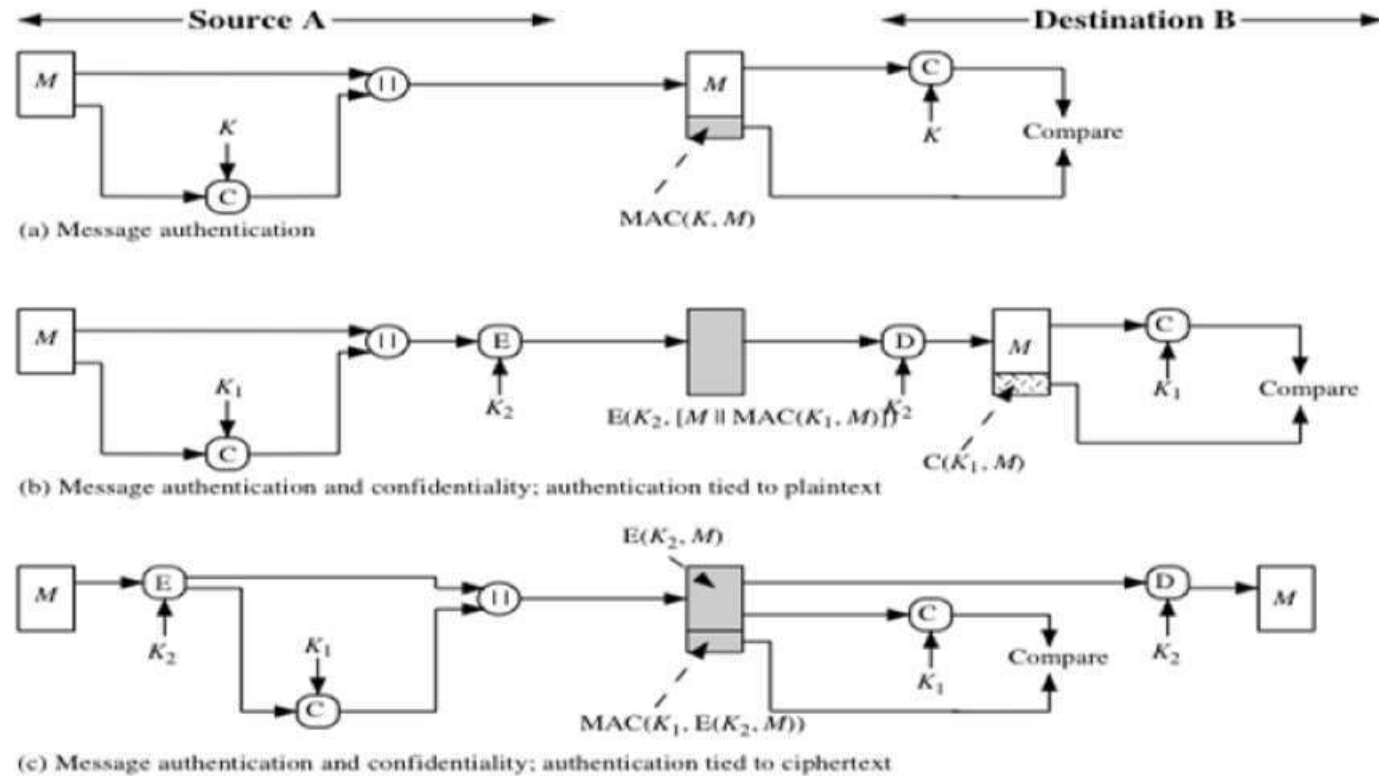 Source A
Destination B
M
||
M
C
K
C
K
Compare
MAC(K, M)
(a) Message authentication
M
||
E
K₂
K₁
C
E(K₂, [M || MAC(K₁, M)])
D
K₂
M
C
K₁
Compare
C(K₁, M)
(b) Message authentication and confidentiality; authentication tied to plaintext
E(K₂, M)
M
E
K₂
||
K₁
C
D
K₂
M
C
K₁
Compare
MAC(K₁, E(K₂, M))
(c) Message authentication and confidentiality; authentication tied to ciphertext